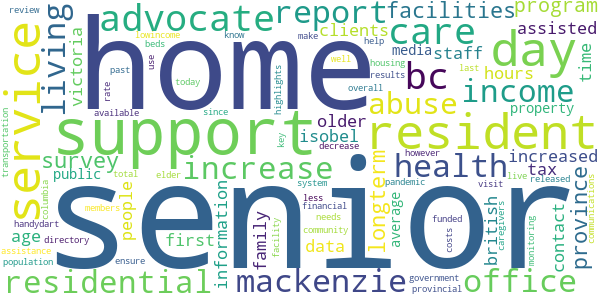 review
lowincome
know
make
help
report
facilities
program
advocate
clients
assisted
beds
media
staff
well
service
living
victoria
past
use
home
care
day
time
today
highlights
housing
results
last
hours
rate
bc
income
abuse
overall
property
available
since
older
support
isobel
resident
transportation
key
decrease
increased
tax
survey
increase
however
health
longterm
public
total
elder
system
pandemic
visit
live
released
province
senior
columbia
members
information
family
less
financial
needs
community
facility
data
average
funded
costs
british
caregivers
monitoring
contact
communications
handydart
people
age
directory
first
assistance
population
ensure
residential
mackenzie
government
provincial
office